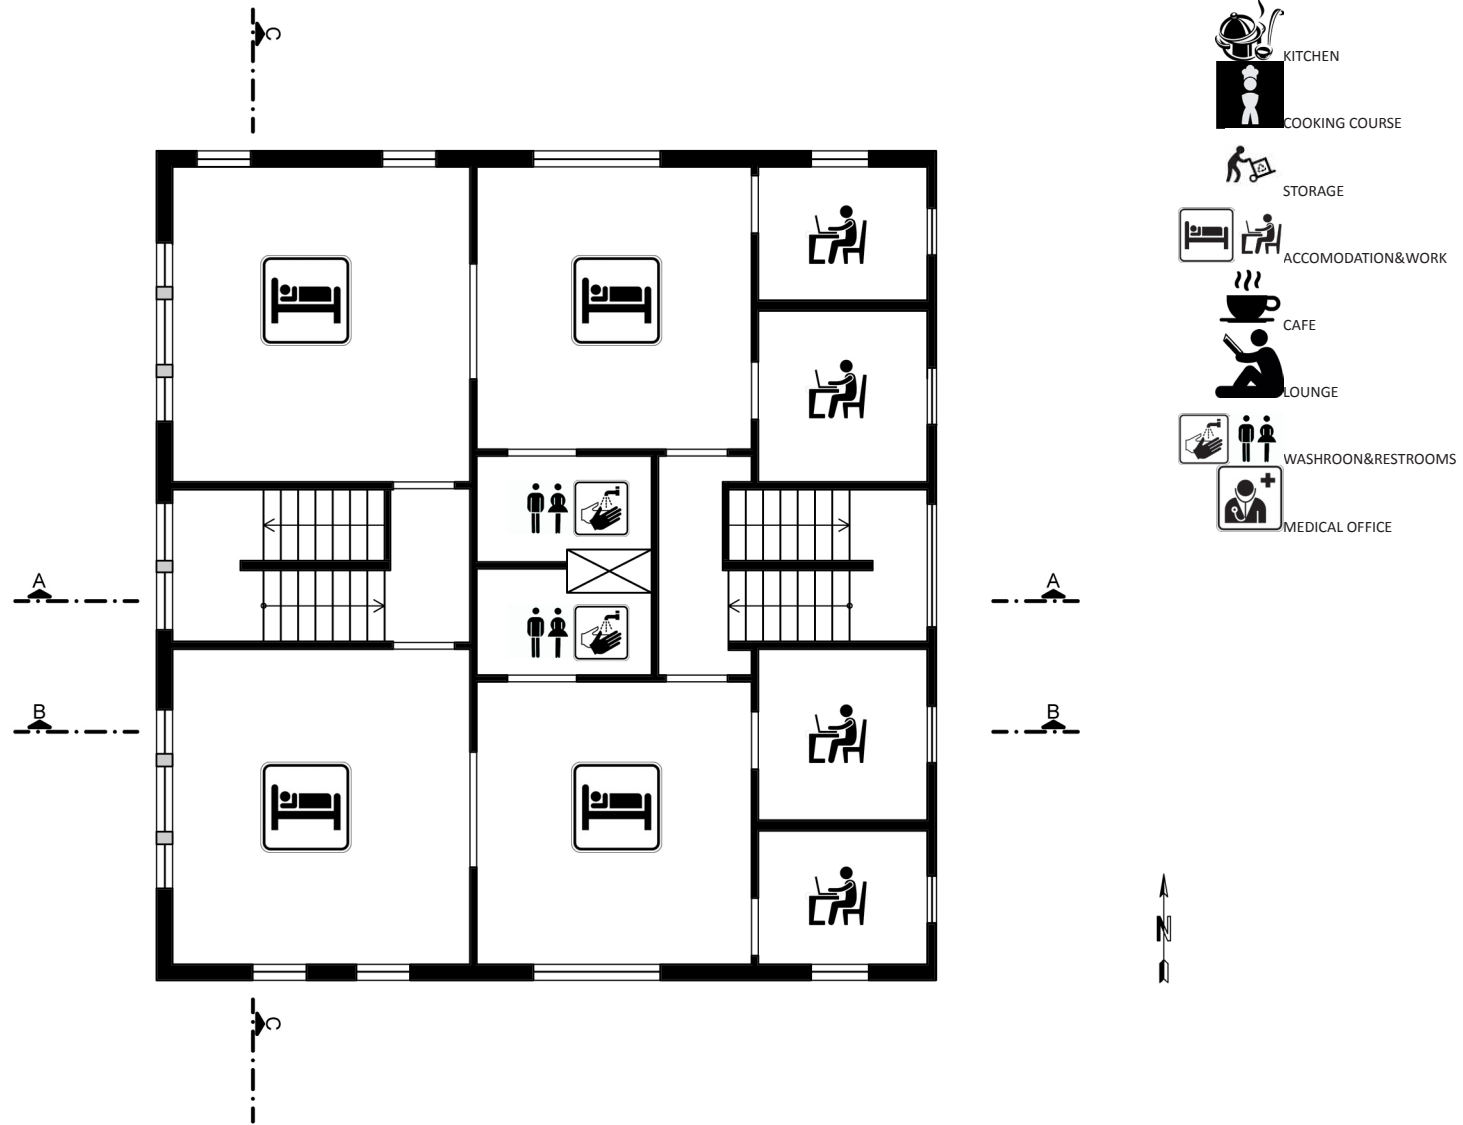 C
KITCHEN
COOKING COURSE
STORAGE
ACCOMODATION&WORK
CAFE
LOUNGE
WASHROON&RESTROOMS
MEDICAL OFFICE
A
A
B
B
N
C